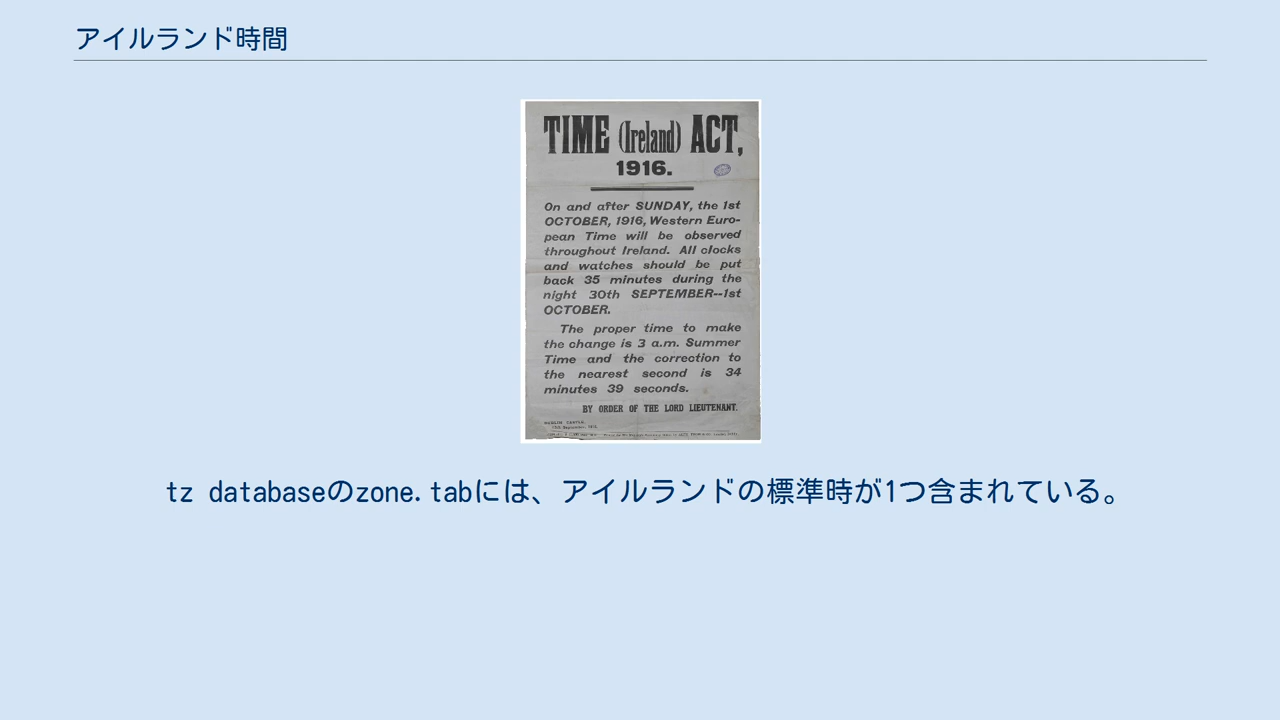 アイルランド時間
TIME (Ireland) ACT,
1916.
On and after SUNDAY, the 1st
OCTOBER, 1916, Western Euro-
pean Time will be observed
throughout Ireland. All clocks
and watches should be put
back 35 minutes during the
night 30th SEPTEMBER--1st
OCTOBER.
The proper time to make
the change is 3 a.m. Summer
Time and the correction to
the nearest second is 34
minutes 39 seconds.
BY ORDER OF THE LORD LIEUTENANT.
DUBLIN CASTLE,
tz databaseのzone.tabには、アイルランドの標準時が1つ含まれている。